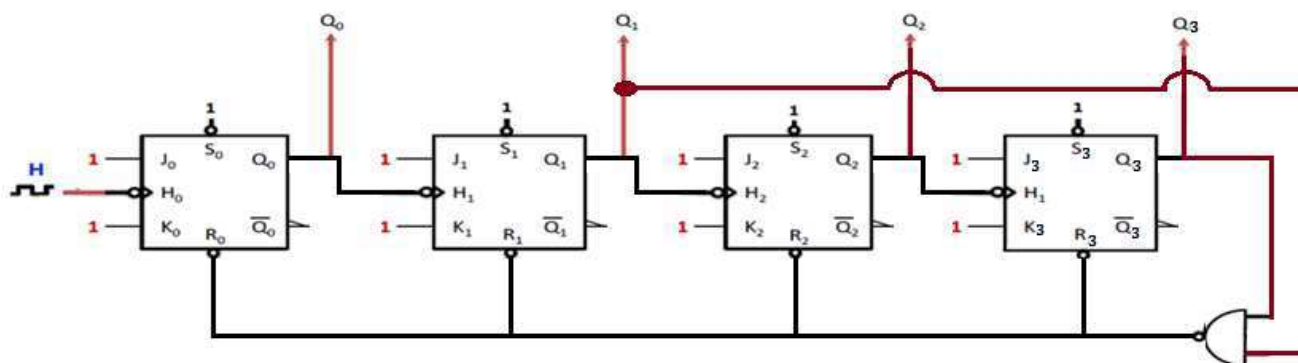 Q₀ Q₁ Q₂ Q₃
1 1 1 1
H 1 J₀ S₀ Q₀ 1 J₁ S₁ Q₁ 1 J₂ S₂ Q₂ 1 J₃ S₃ Q₃
H₀ H₁ H₂ H₁
1 K₀ R₀ Q̅₀ 1 K₁ R₁ Q̅₁ 1 K₂ R₂ Q̅₂ 1 K₃ R₃ Q̅₃